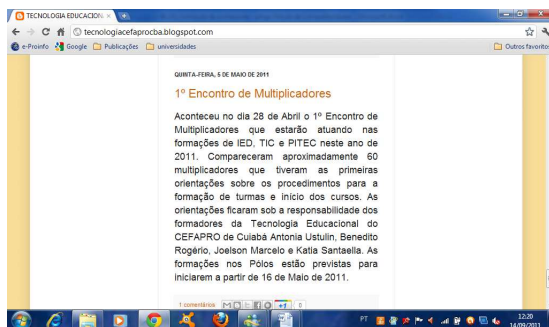 TECNOLOGIA EDUCACION
tecnologiacefaprocba.blogspot.com
e-Proinfo Google Publicações universidades Outros favoritos
QUINTA-FEIRA, 5 DE MAIO DE 2011
1º Encontro de Multiplicadores
Aconteceu no dia 28 de Abril o 1º Encontro de
Multiplicadores que estarão atuando nas
formações de IED, TIC e PITEC neste ano de
2011. Compareceram aproximadamente 60
multiplicadores que tiveram as primeiras
orientações sobre os procedimentos para a
formação de turmas e início dos cursos. As
orientações ficaram sob a responsabilidade dos
formadores da Tecnologia Educacional do
CEFAPRO de Cuiabá Antonia Ustulin, Benedito
Rogério, Joelson Marcelo e Katia Santaella. As
formações nos Pólos estão previstas para
iniciarem a partir de 16 de Maio de 2011.
1 comentários +1 0
PT 12:20
14/09/2011